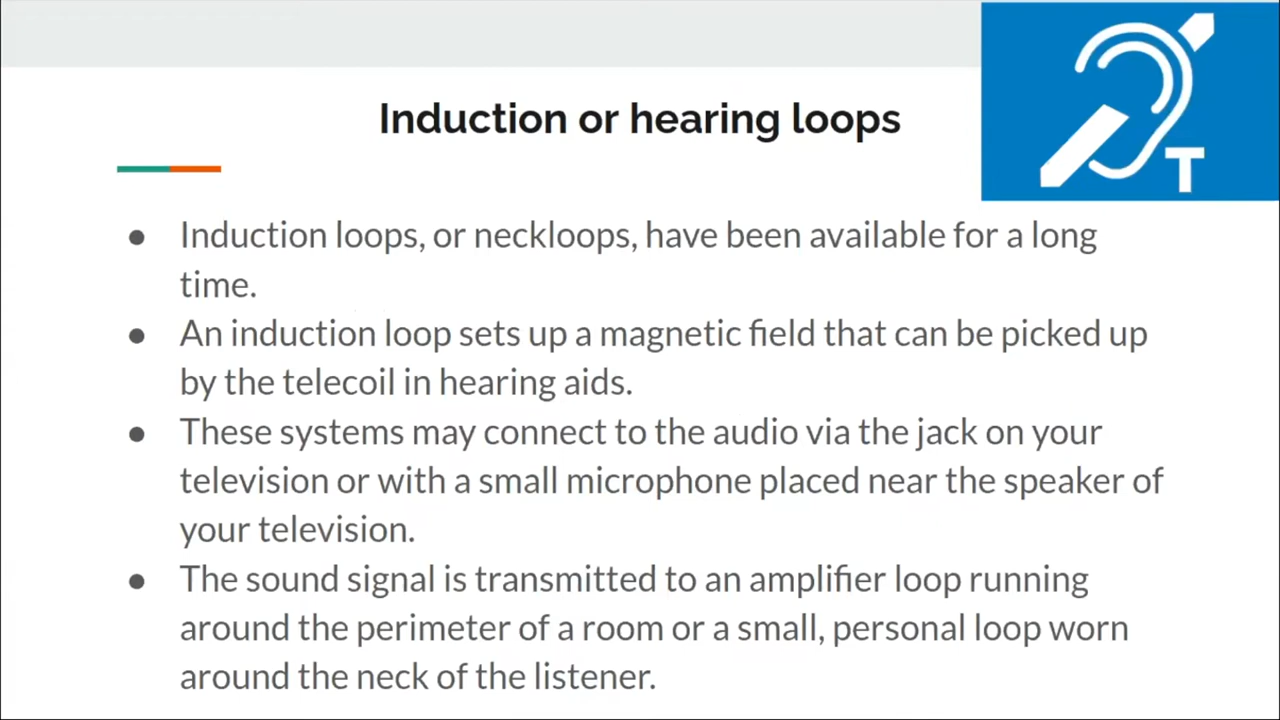 Induction or hearing loops
T
● Induction loops, or neckloops, have been available for a long
time.
● An induction loop sets up a magnetic field that can be picked up
by the telecoil in hearing aids.
● These systems may connect to the audio via the jack on your
television or with a small microphone placed near the speaker of
your television.
● The sound signal is transmitted to an amplifier loop running
around the perimeter of a room or a small, personal loop worn
around the neck of the listener.